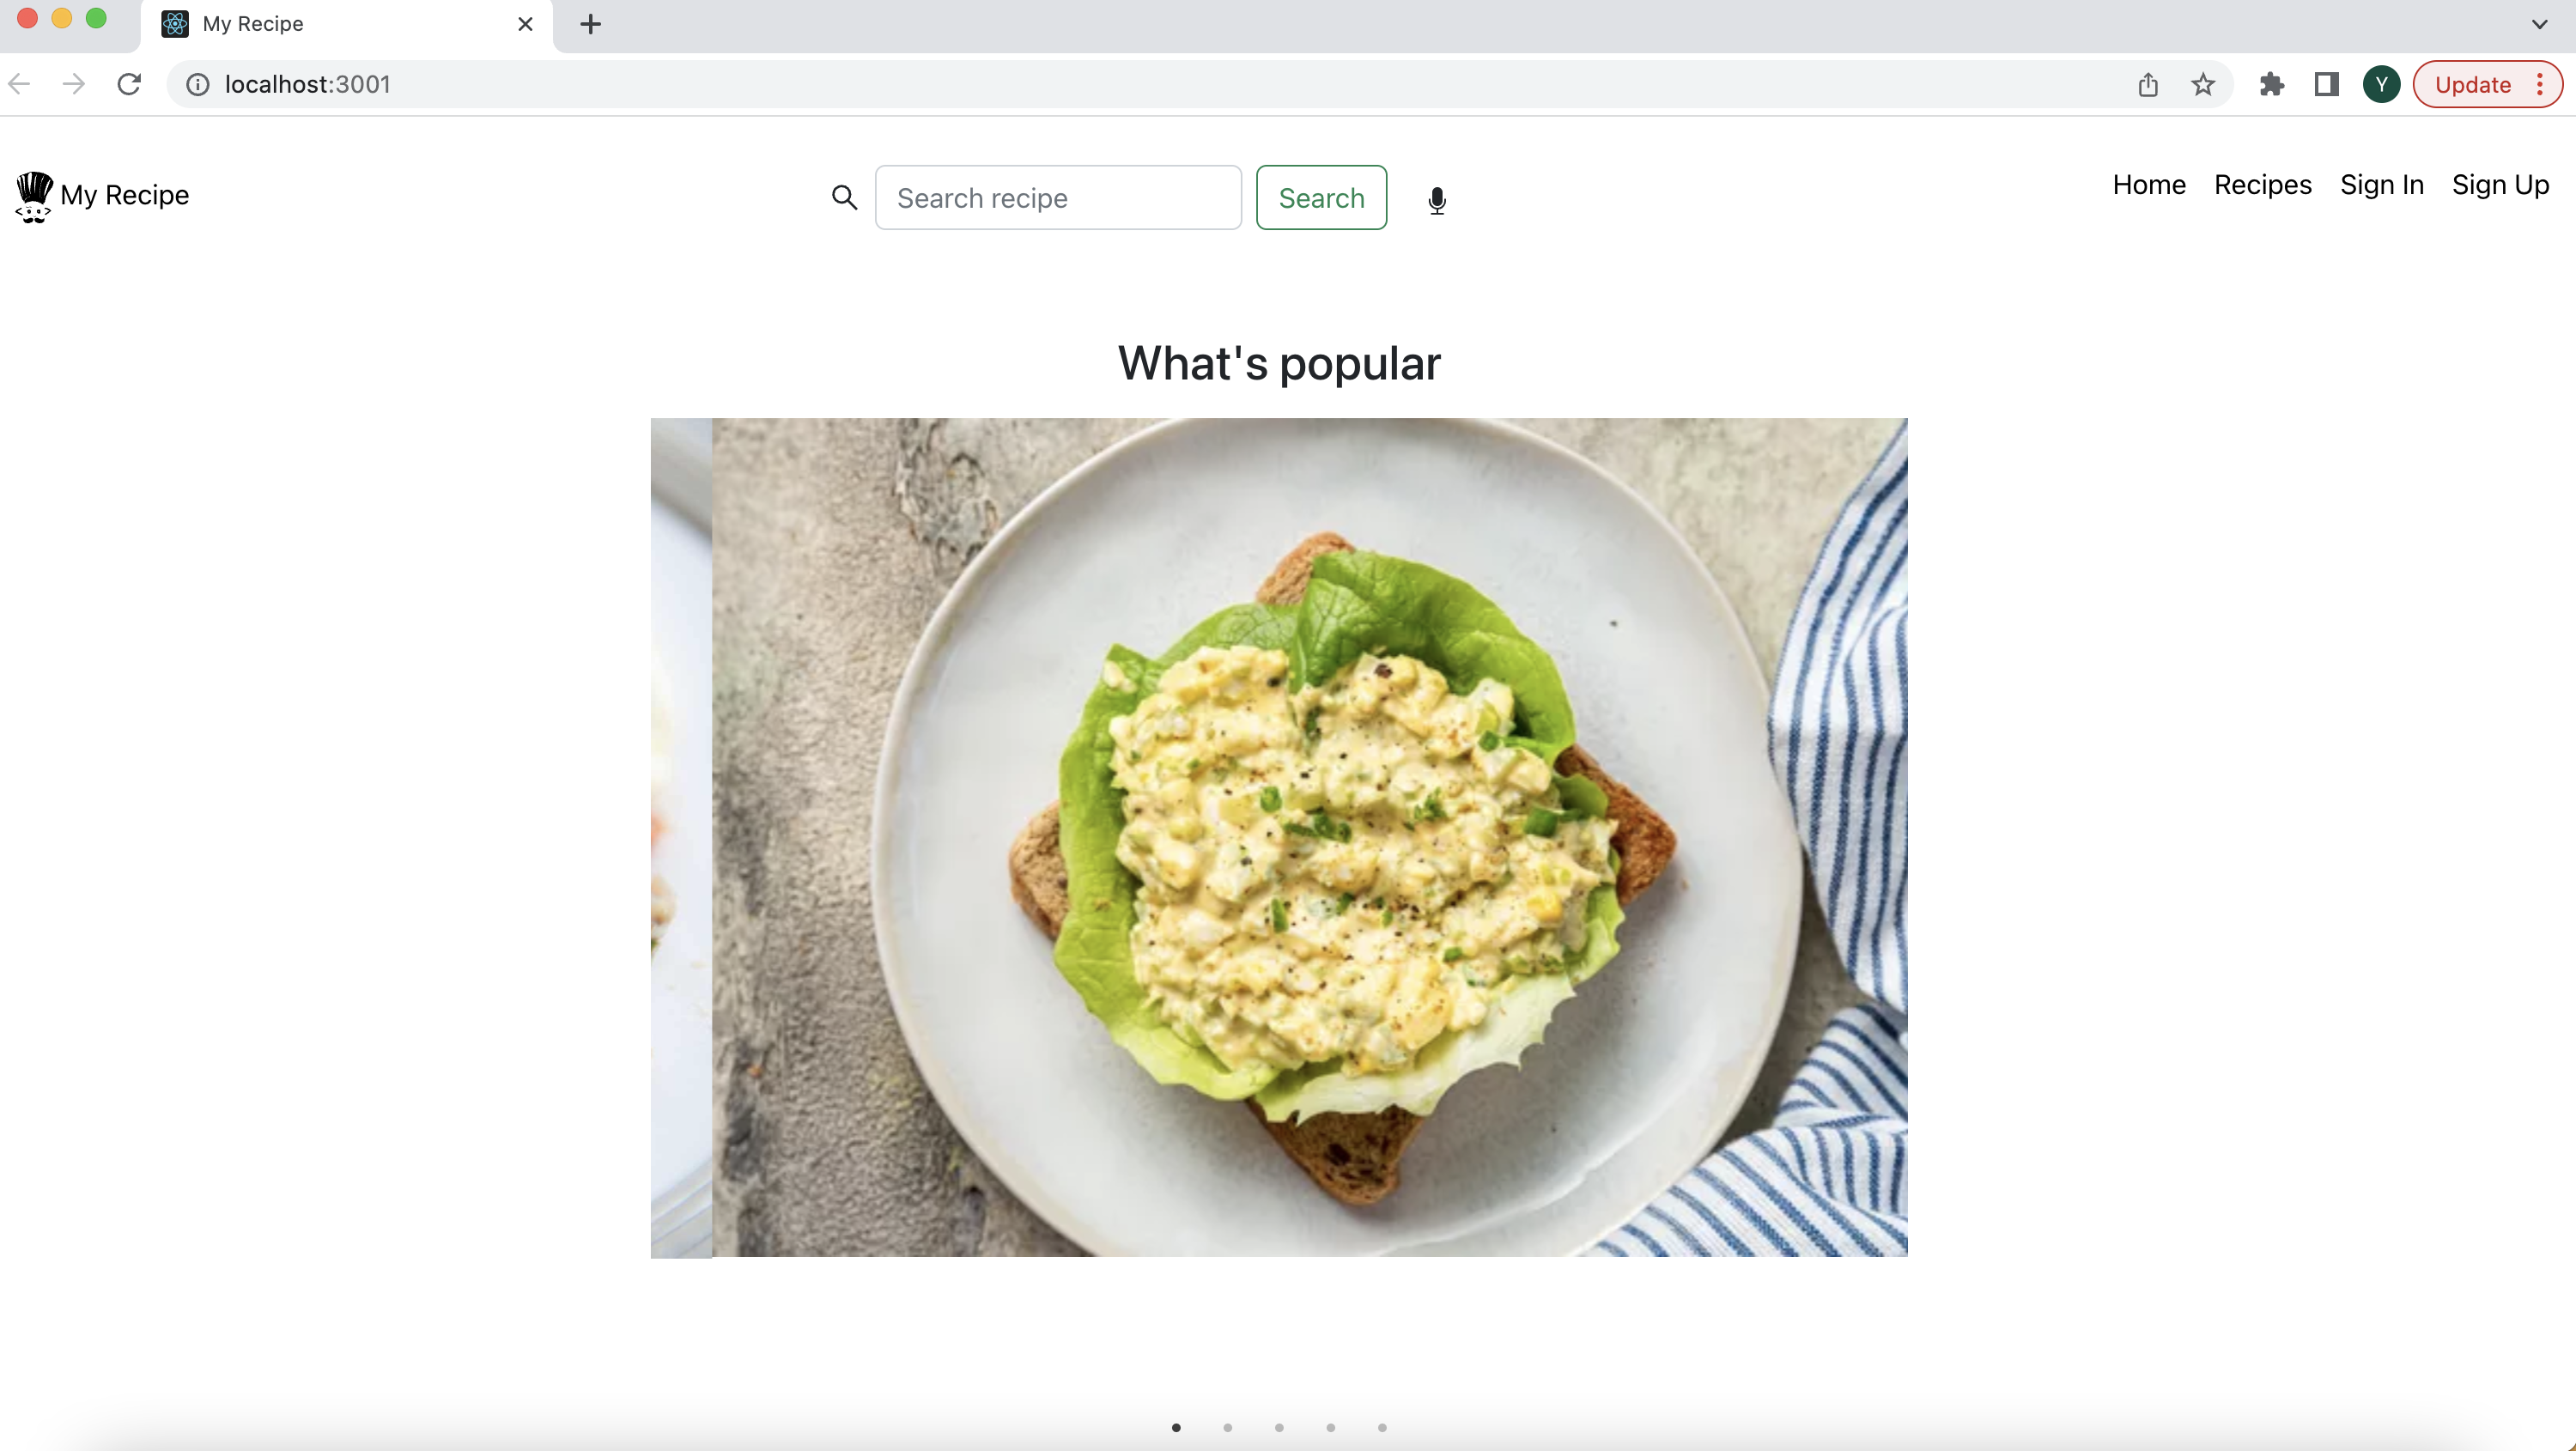 My Recipe
localhost:3001
Y
Update
My Recipe
Search recipe
Search
Home
Recipes
Sign In
Sign Up
What's popular